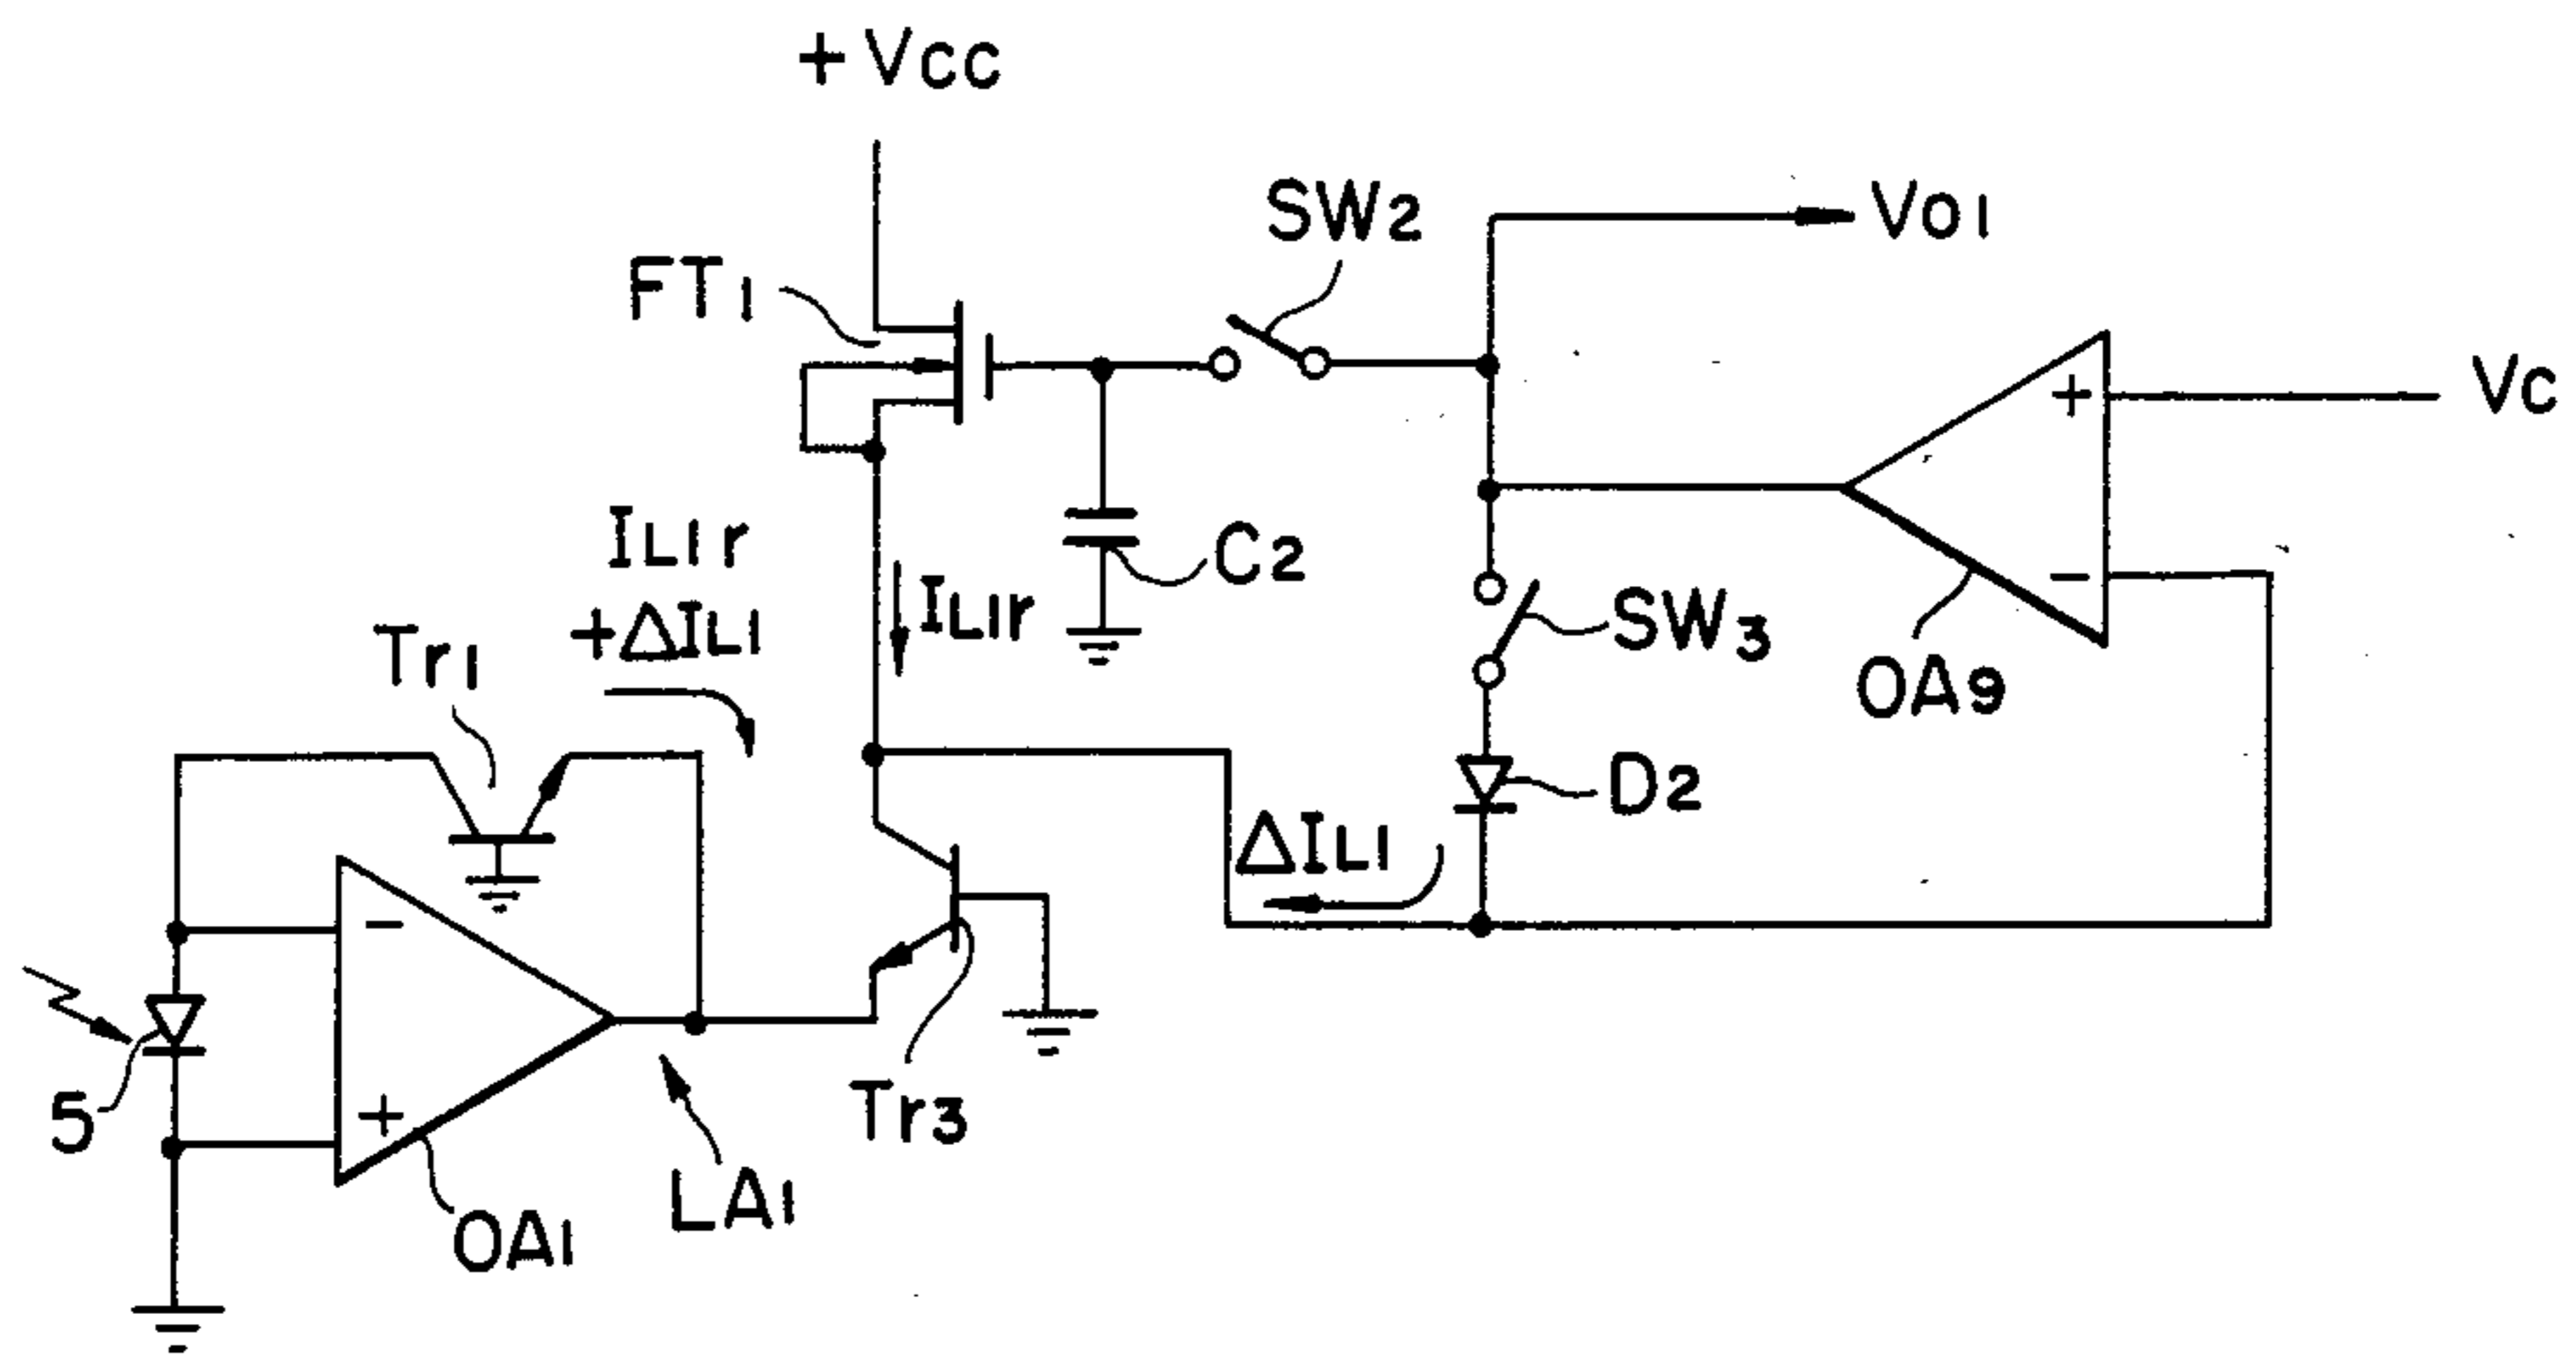 +Vcc
SW2
Vo1
FT1
+
Vc
IL1r
+ΔIL1
IL1r
C2
SW3
-
OA9
Tr1
D2
ΔIL1
-
5
+
Tr3
LA1
OA1